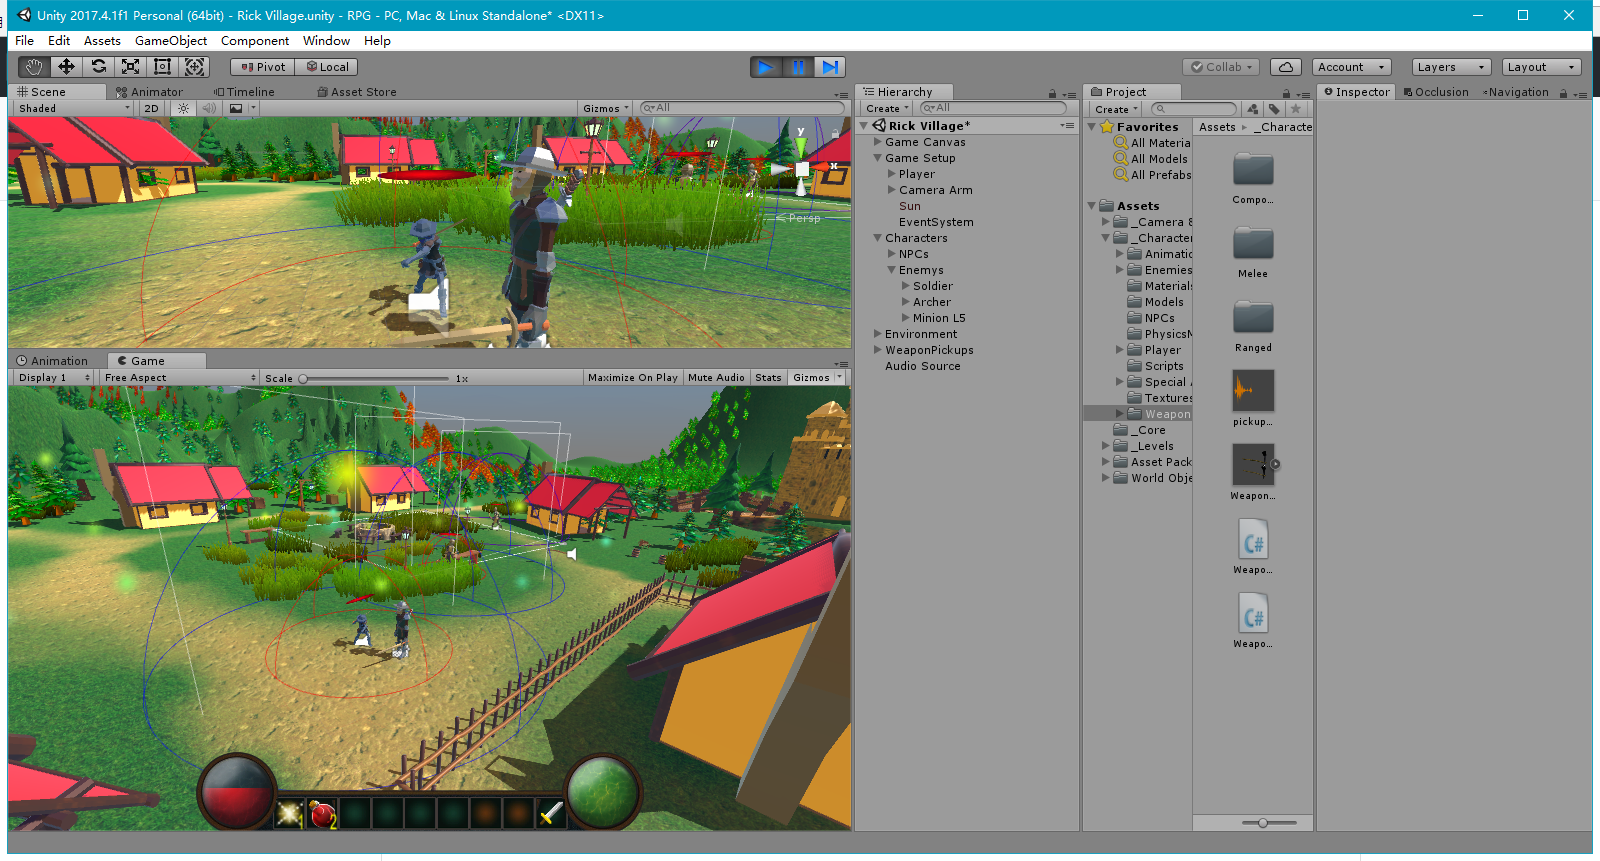 Unity 2017.4.1f1 Personal (64bit) - Rick Village.unity - RPG - PC, Mac & Linux Standalone* <DX11>
File Edit Assets GameObject Component Window Help
Pivot Local Collab Account Layers Layout
Scene Animator Timeline Asset Store
Shaded 2D Gizmos All
y
x
Persp
Animation Game
Display 1 Free Aspect Scale 1x Maximize On Play Mute Audio Stats Gizmos
2
Hierarchy
Create All
Rick Village*
Game Canvas
Game Setup
Player
Camera Arm
Sun
EventSystem
Characters
NPCs
Enemys
Soldier
Archer
Minion L5
Environment
WeaponPickups
Audio Source
Project
Create
Favorites
All Materia
All Models
All Prefabs
Assets
_Camera &
_Character
Animatic
Enemies
Materials
Models
NPCs
PhysicsM
Player
Scripts
Special
Textures
Weapon
_Core
_Levels
Asset Pack
World Obje
Assets _Characte
Compo...
Melee
Ranged
pickup...
Weapon...
C#
Weapo...
C#
Weapo...
Inspector Occlusion Navigation